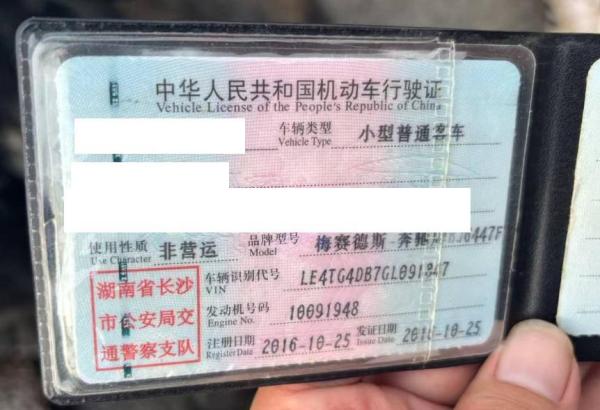 中华人民共和国机动车行驶证
Vehicle License of the People's Republic of China
车辆类型 小型普通客车
Vehicle Type
使用性质 非营运 品牌型号 梅赛德斯-奔驰
Use Character Model
湖南省长沙
市公安局交
通警察支队
车辆识别代号
VIN
发动机号码 10091948
Engine No.
注册日期 2016-10-25 发证日期 2016-10-25
Register Date Issue Date